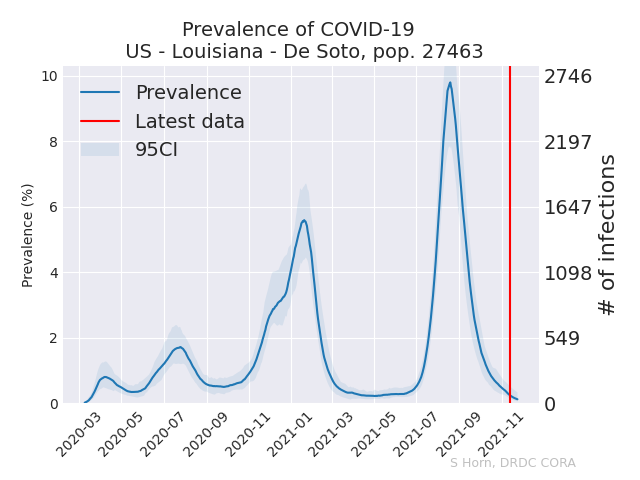 Prevalence of COVID-19
US - Louisiana - De Soto, pop. 27463
Prevalence
Latest data
95CI
Prevalence (%)
10
8
6
4
2
0
2746
2197
1647
1098
549
0
# of infections
2020-03
2020-05
2020-07
2020-09
2020-11
2021-01
2021-03
2021-05
2021-07
2021-09
2021-11
S Horn, DRDC CORA